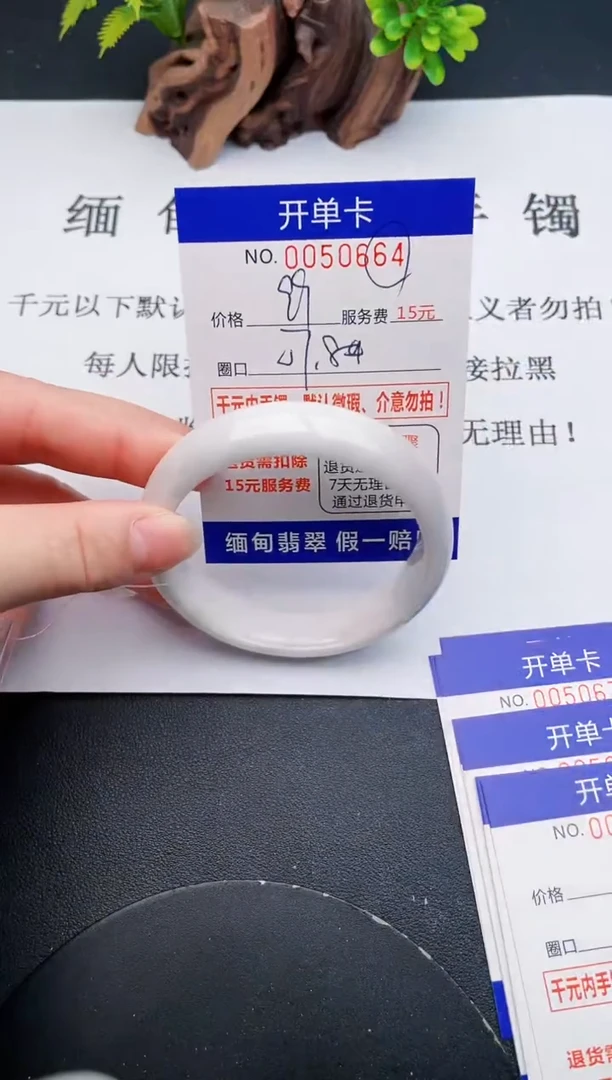 缅 镯
开单卡
NO. 0050664
千元以下默认 义者勿拍
价格 服务费 15元
每人限 接拉黑
圈口
千元内手镯 默认微瑕、介意勿拍！
无理由！
退货需扣除
15元服务费
7天无理
通过退货
缅甸翡翠 假一赔
开单卡
NO. 00506
开单卡
开单
NO. 00
价格
圈口
千元内手
退货需